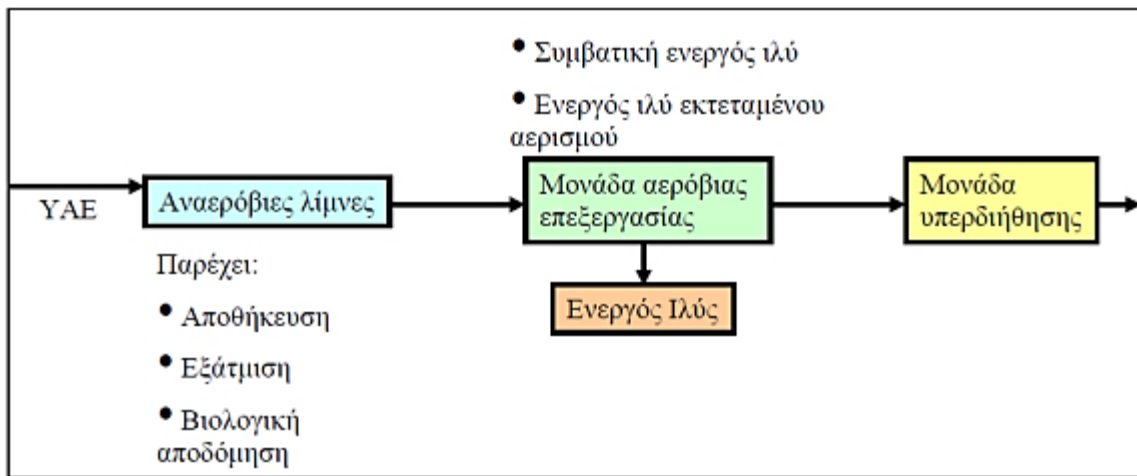 • Συμβατική ενεργός ιλύ
• Ενεργός ιλύ εκτεταμένου
αερισμού
ΥΑΕ
Αναερόβιες λίμνες
Μονάδα αερόβιας
επεξεργασίας
Μονάδα
υπερδιήθησης
Παρέχει:
• Αποθήκευση
• Εξάτμιση
• Βιολογική
αποδόμηση
Ενεργός Ιλύς